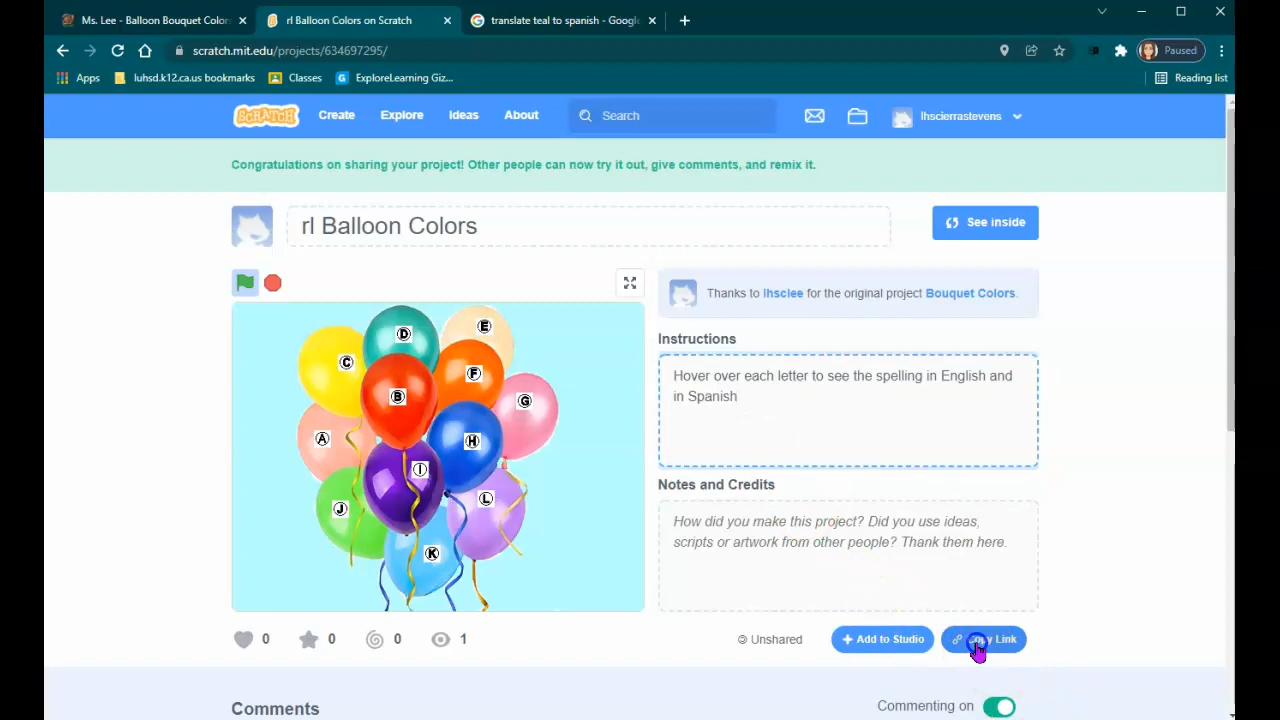 Ms. Lee - Balloon Bouquet Colors
rl Balloon Colors on Scratch
translate teal to spanish - Google
scratch.mit.edu/projects/634697295/
Paused
Apps
luhsd.k12.ca.us bookmarks
Classes
ExploreLearning Giz...
Reading list
SCRATCH
Create
Explore
Ideas
About
Search
lhscierrastevens
Congratulations on sharing your project! Other people can now try it out, give comments, and remix it.
rl Balloon Colors
See inside
Thanks to lhsclee for the original project Bouquet Colors.
Instructions
Hover over each letter to see the spelling in English and
in Spanish
D
E
C
F
B
G
A
H
I
L
J
K
Notes and Credits
How did you make this project? Did you use ideas,
scripts or artwork from other people? Thank them here.
0
0
0
1
Unshared
Add to Studio
Link
Comments
Commenting on